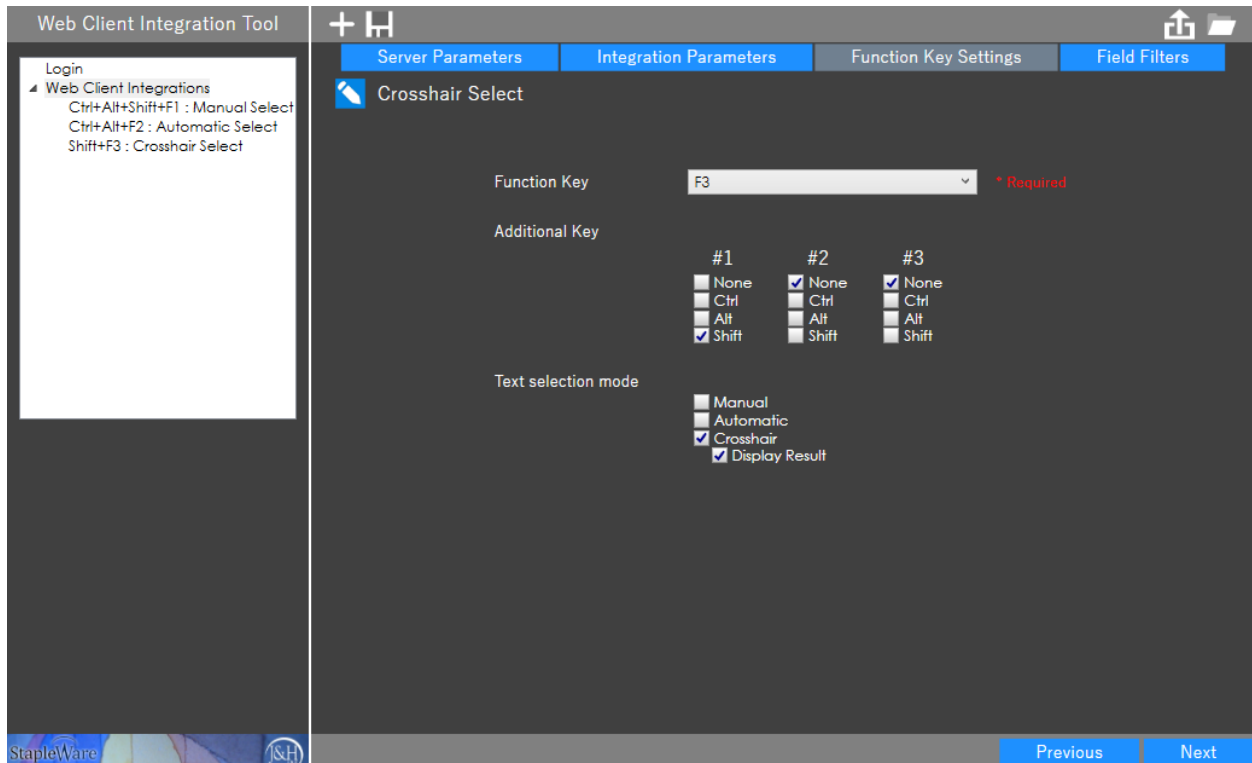 Web Client Integration Tool
Login
Web Client Integrations
Ctrl+Alt+Shift+F1 : Manual Select
Ctrl+Alt+F2 : Automatic Select
Shift+F3 : Crosshair Select
Server Parameters Integration Parameters Function Key Settings Field Filters
Crosshair Select
Function Key F3 * Required
Additional Key
#1 #2 #3
None None None
Ctrl Ctrl Ctrl
Alt Alt Alt
Shift Shift Shift
Text selection mode
Manual
Automatic
Crosshair
Display Result
StapleWare J&H
Previous Next